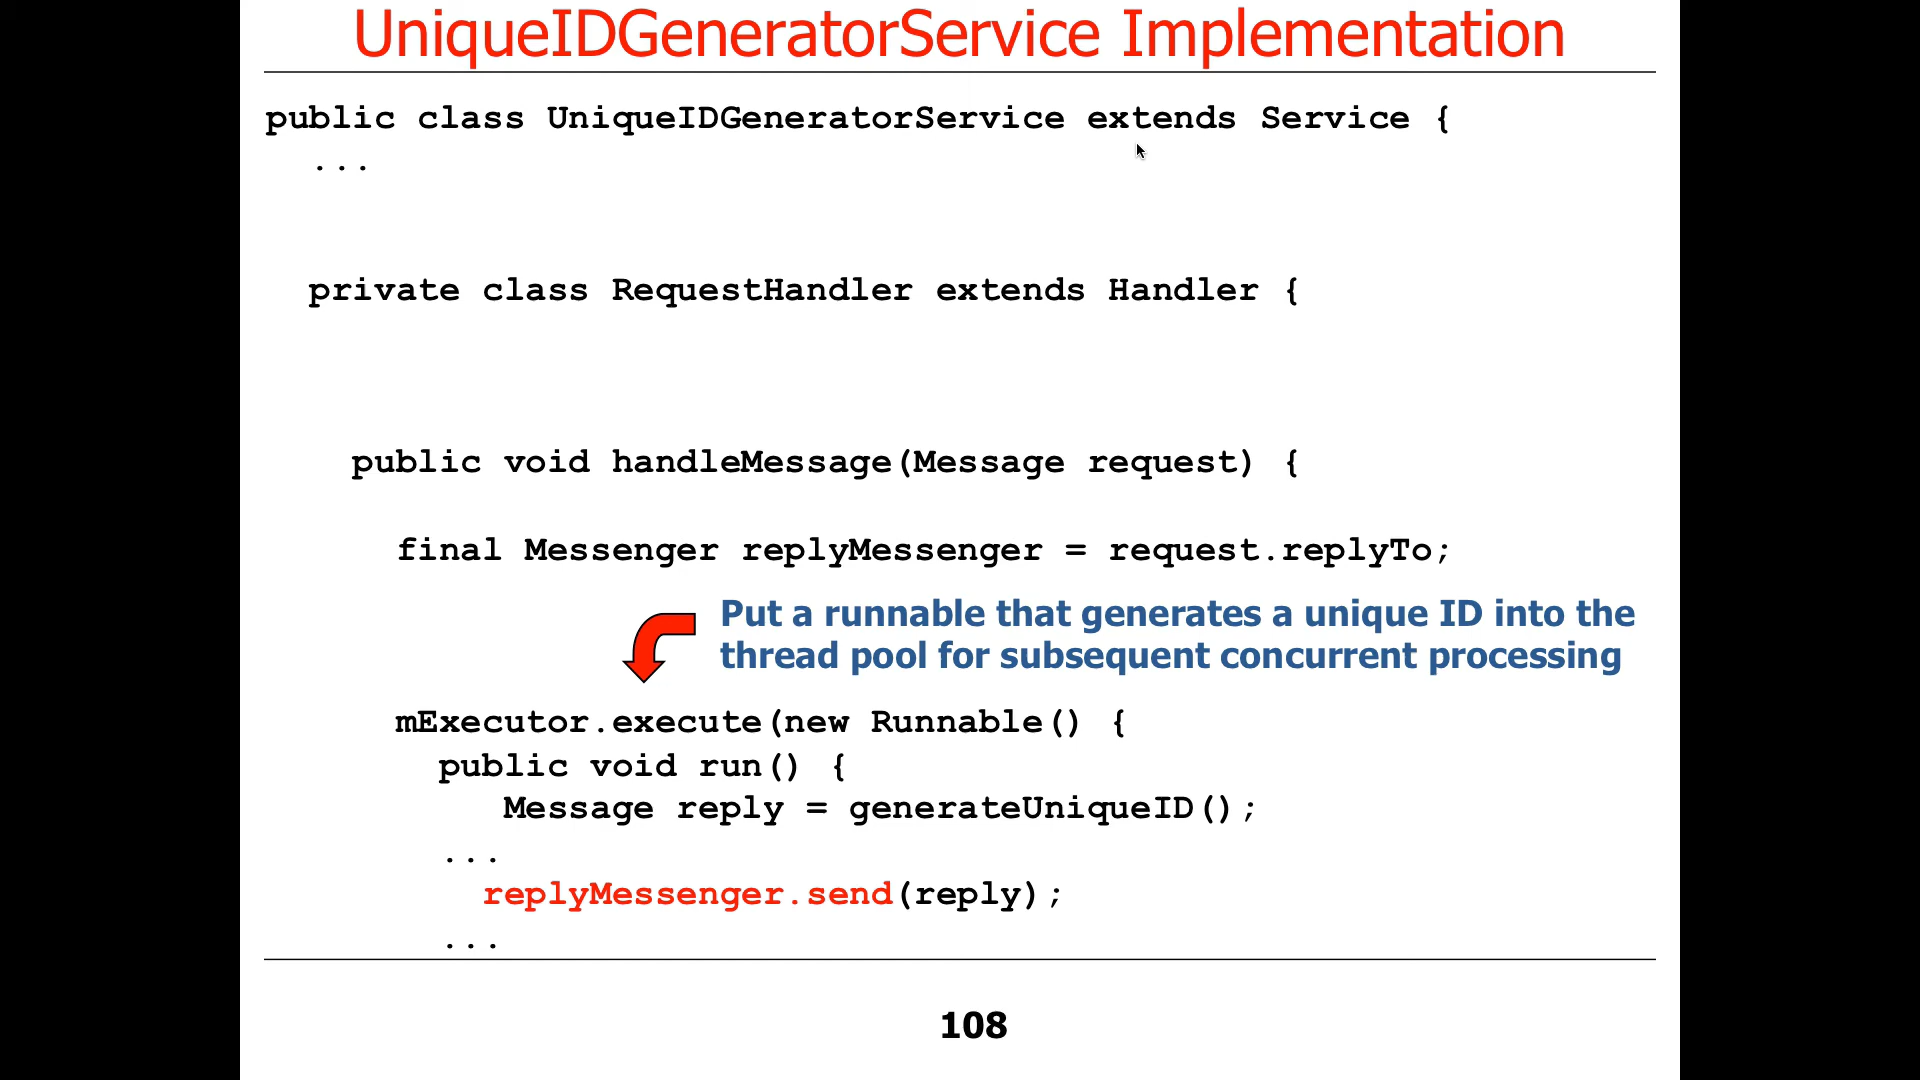 UniqueIDGeneratorService Implementation
public class UniqueIDGeneratorService extends Service {
...
private class RequestHandler extends Handler {
public void handleMessage(Message request) {
final Messenger replyMessenger = request.replyTo;
Put a runnable that generates a unique ID into the
thread pool for subsequent concurrent processing
mExecutor.execute(new Runnable() {
public void run() {
Message reply = generateUniqueID();
...
replyMessenger.send(reply);
...
108